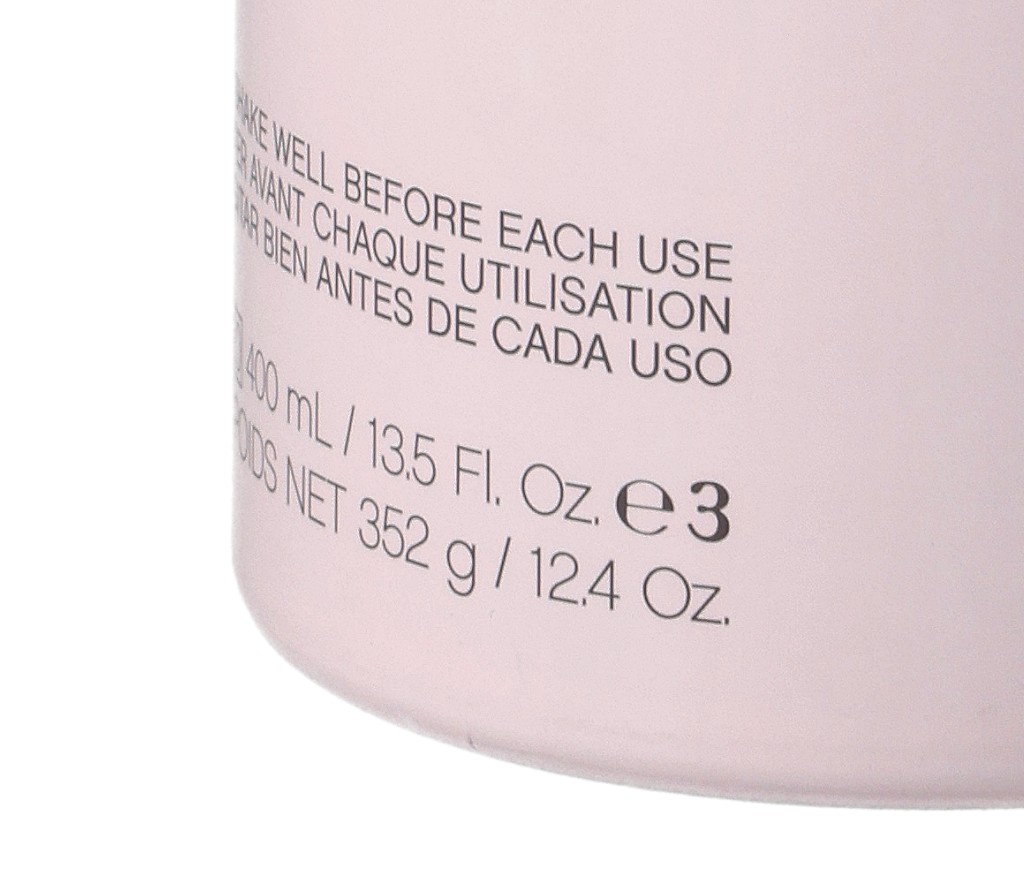 WELL BEFORE EACH USE
AVANT CHAQUE UTILISATION
BIEN ANTES DE CADA USO
400 mL / 13.5 Fl. Oz. ℮ 3
POIDS NET 352 g / 12.4 Oz.